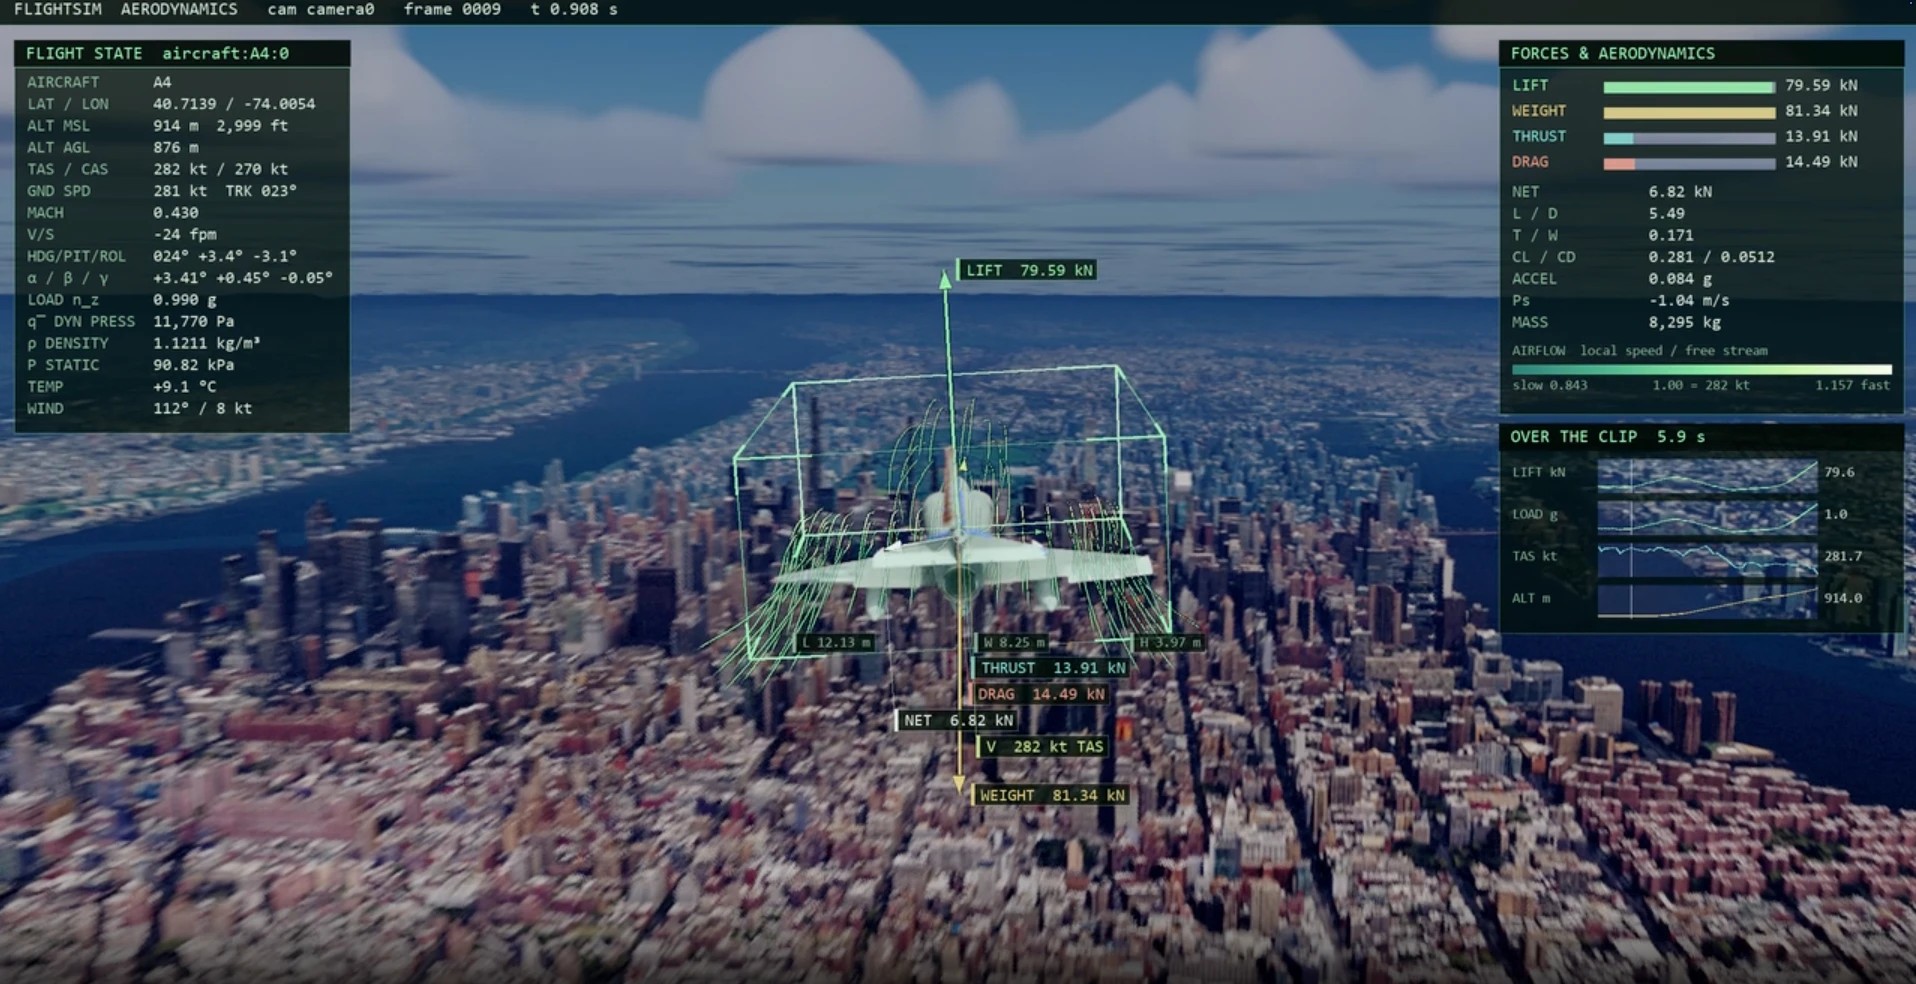 FLIGHTSIM AERODYNAMICS cam camera0 frame 0009 t 0.908 s
FLIGHT STATE aircraft:A4:0
AIRCRAFT A4
LAT / LON 40.7139 / -74.0054
ALT MSL 914 m 2,999 ft
ALT AGL 876 m
TAS / CAS 282 kt / 270 kt
GND SPD 281 kt TRK 023°
MACH 0.430
V/S -24 fpm
HDG/PIT/ROL 024° +3.4° -3.1°
α / β / γ +3.41° +0.45° -0.05°
LOAD n_z 0.990 g
q‾ DYN PRESS 11,770 Pa
ρ DENSITY 1.1211 kg/m³
P STATIC 90.82 kPa
TEMP +9.1 °C
WIND 112° / 8 kt
LIFT 79.59 kN
L 12.13 m W 8.25 m H 3.97 m
THRUST 13.91 kN
DRAG 14.49 kN
NET 6.82 kN
V 282 kt TAS
WEIGHT 81.34 kN
FORCES & AERODYNAMICS
LIFT 79.59 kN
WEIGHT 81.34 kN
THRUST 13.91 kN
DRAG 14.49 kN
NET 6.82 kN
L / D 5.49
T / W 0.171
CL / CD 0.281 / 0.0512
ACCEL 0.084 g
Ps -1.04 m/s
MASS 8,295 kg
AIRFLOW local speed / free stream
slow 0.843 1.00 = 282 kt 1.157 fast
OVER THE CLIP 5.9 s
LIFT kN 79.6
LOAD g 1.0
TAS kt 281.7
ALT m 914.0